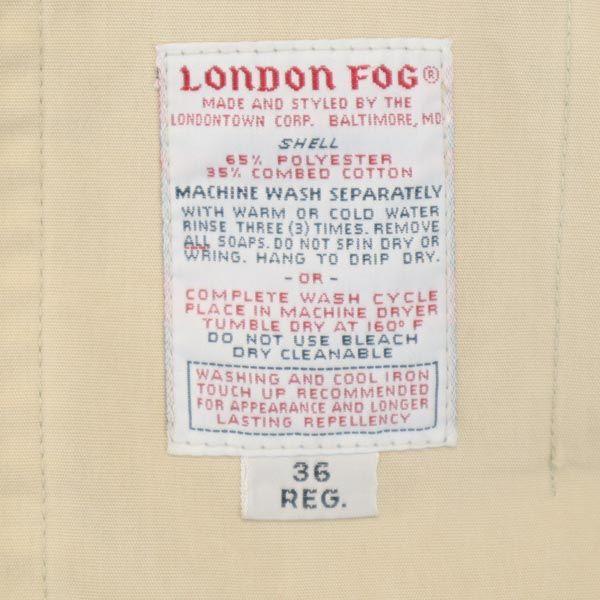 LONDON FOG®
MADE AND STYLED BY THE
LONDONTOWN CORP. BALTIMORE, MD.
SHELL
65% POLYESTER
35% COMBED COTTON
MACHINE WASH SEPARATELY
WITH WARM OR COLD WATER
RINSE THREE (3) TIMES. REMOVE
ALL SOAPS. DO NOT SPIN DRY OR
WRING. HANG TO DRIP DRY.
- OR -
COMPLETE WASH CYCLE
PLACE IN MACHINE DRYER
TUMBLE DRY AT 160° F
DO NOT USE BLEACH
DRY CLEANABLE
WASHING AND COOL IRON
TOUCH UP RECOMMENDED
FOR APPEARANCE AND LONGER
LASTING REPELLENCY
36
REG.